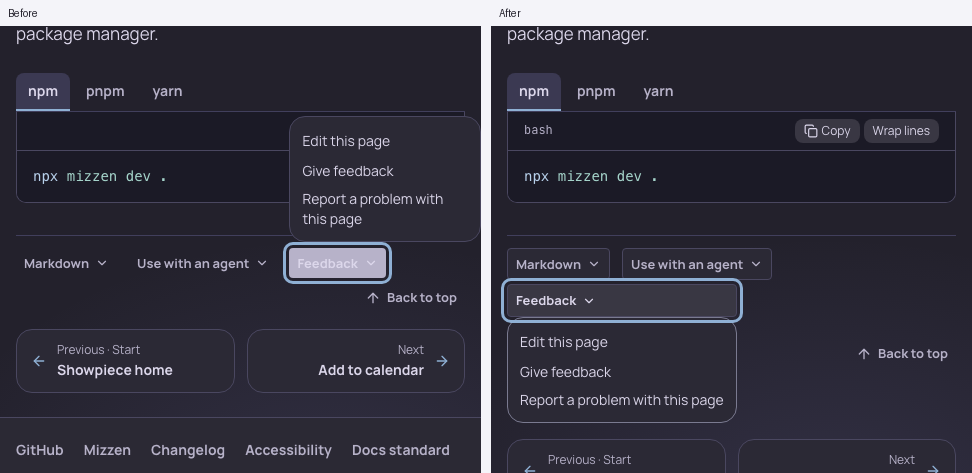 Before
package manager.
npm pnpm yarn
npx mizzen dev .
Edit this page
Give feedback
Report a problem with
this page
Markdown Use with an agent Feedback
Back to top
Previous · Start
Showpiece home
Next
Add to calendar
GitHub Mizzen Changelog Accessibility Docs standard
After
package manager.
npm pnpm yarn
bash Copy Wrap lines
npx mizzen dev .
Markdown Use with an agent
Feedback
Edit this page
Give feedback
Report a problem with this page
Back to top
Previous · Start
Next